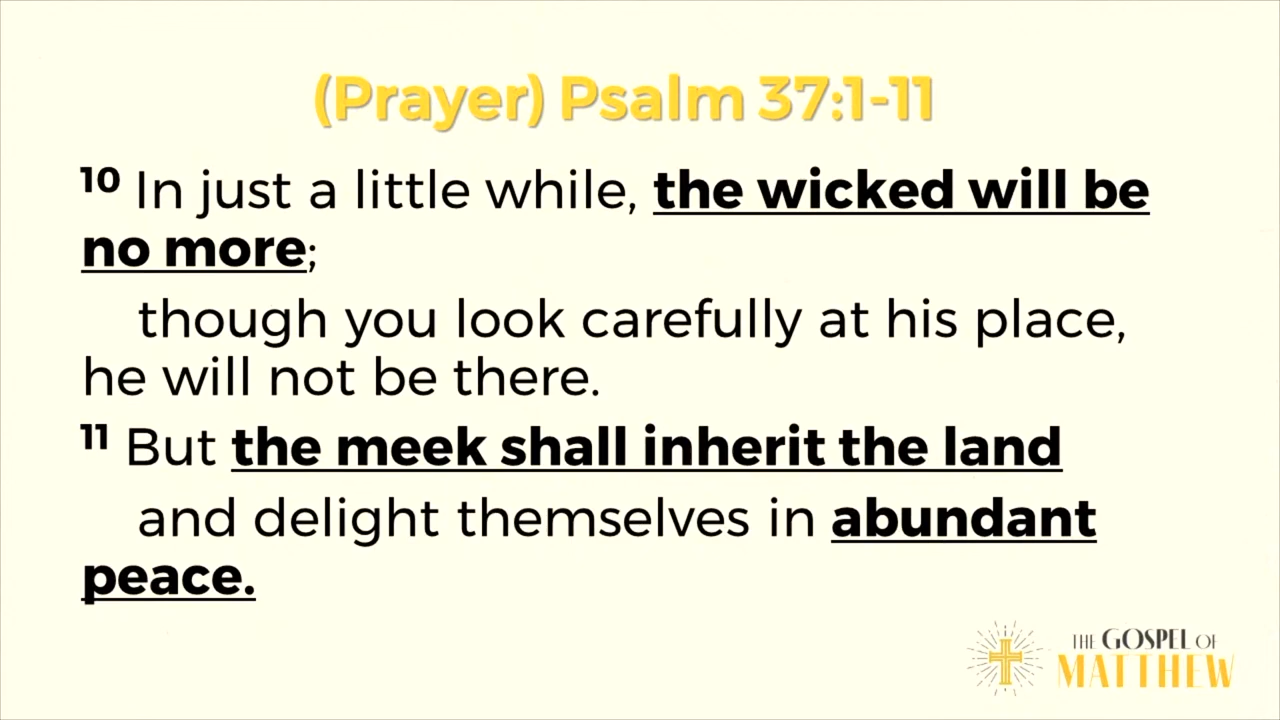 (Prayer) Psalm 37:1-11
10 In just a little while, the wicked will be
no more;
though you look carefully at his place,
he will not be there.
11 But the meek shall inherit the land
and delight themselves in abundant
peace.
THE GOSPEL OF
MATTHEW